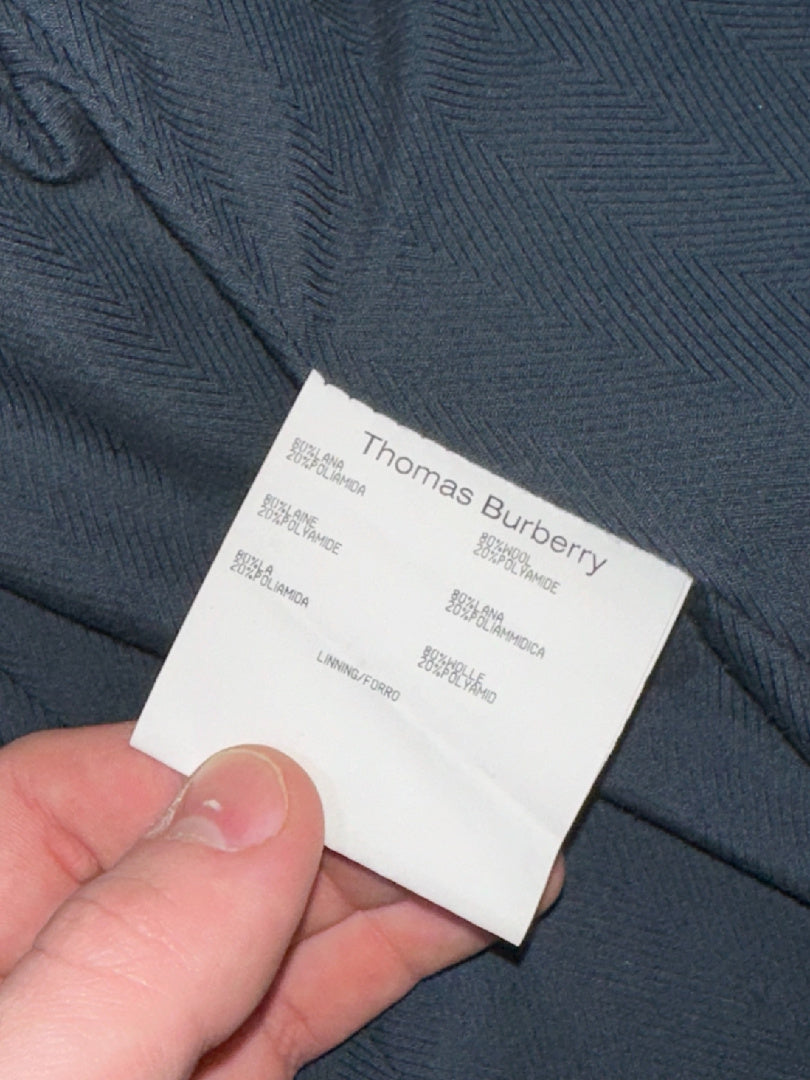 Thomas Burberry
80%LANA
20%POLIAMIDA
80%LAINE
20%POLYAMIDE
80%LA
20%POLIAMIDA
80%WOOL
20%POLYAMIDE
80%LANA
20%POLIAMMIDICA
80%WOLLE
20%POLYAMID
LINNING/FORRO